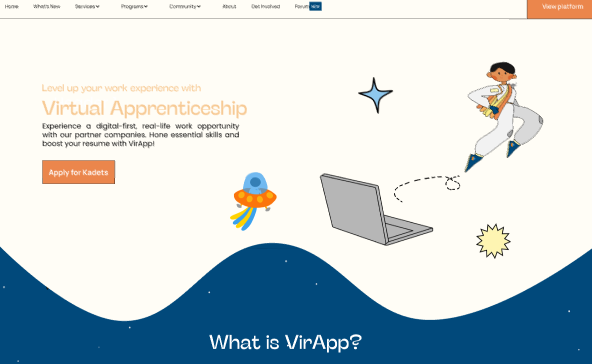 Home What's New Services Programs Community About Get Involved Forum NEW View platform
Level up your work experience with
Virtual Apprenticeship
Experience a digital-first, real-life work opportunity
with our partner companies. Hone essential skills and
boost your resume with VirApp!
Apply for Kadets
What is VirApp?